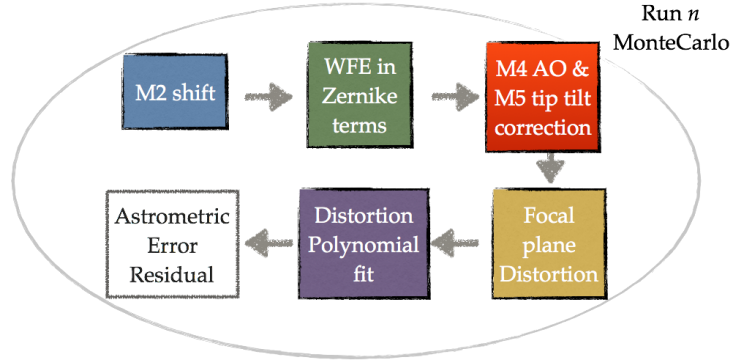 Run n
MonteCarlo
M2 shift
WFE in
Zernike
terms
M4 AO &
M5 tip tilt
correction
Focal
plane
Distortion
Distortion
Polynomial
fit
Astrometric
Error
Residual